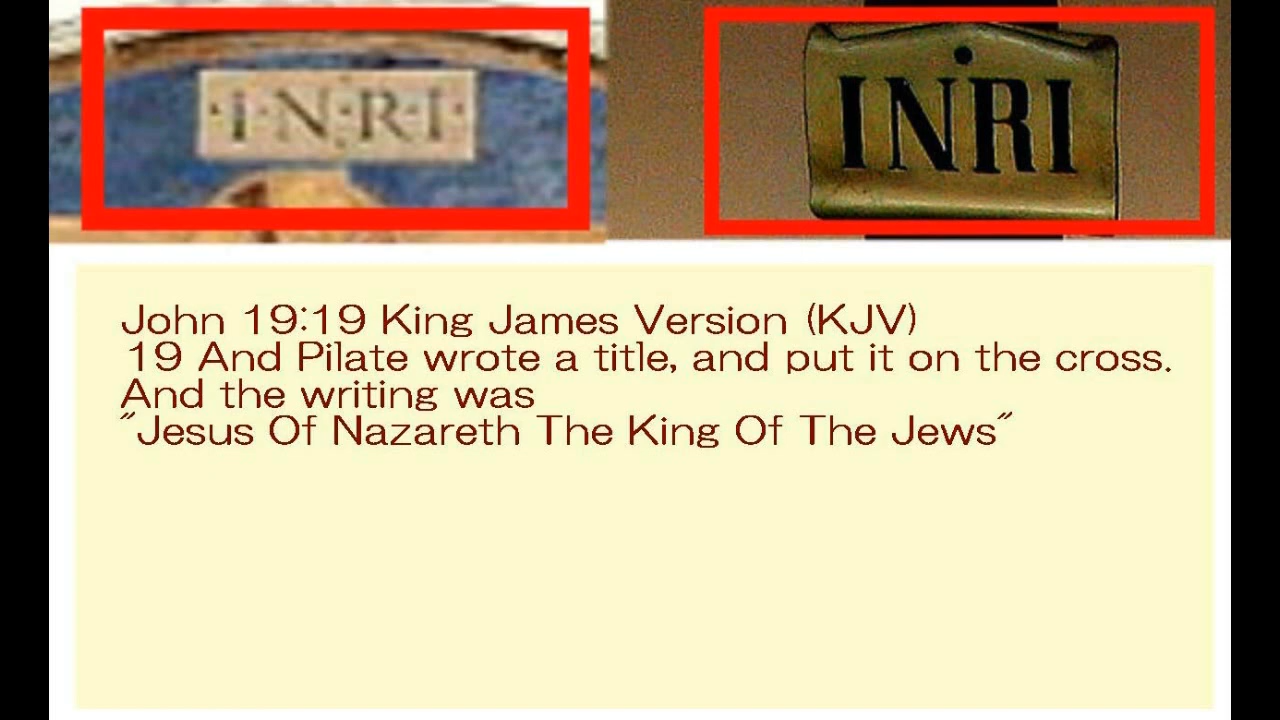 ·i·N·R·I·
INRI
John 19:19 King James Version (KJV)
19 And Pilate wrote a title, and put it on the cross.
And the writing was
"Jesus Of Nazareth The King Of The Jews"